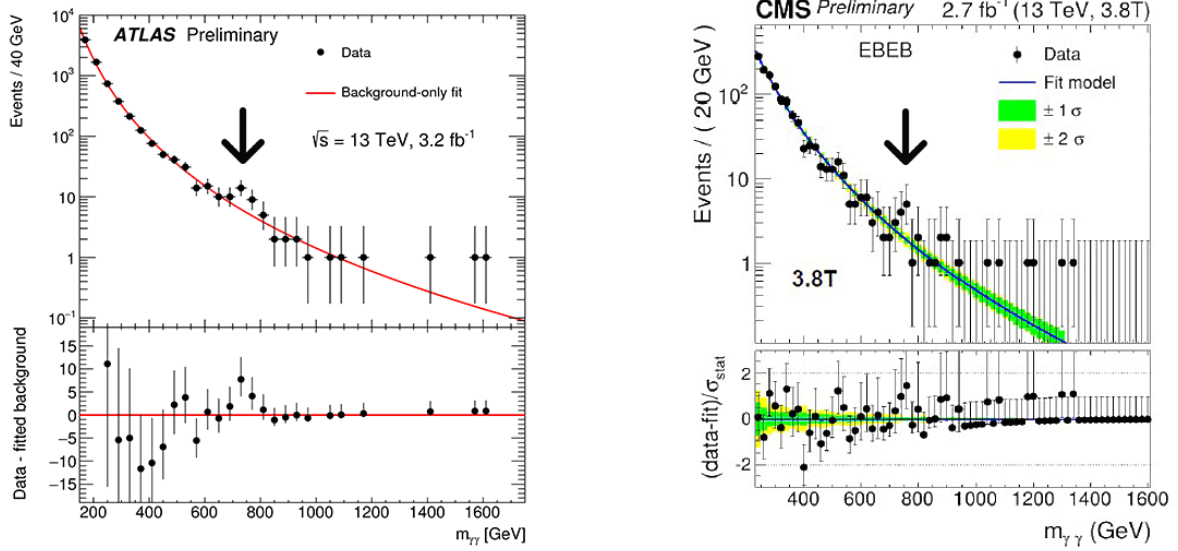 ATLAS Preliminary
Data
Background-only fit
√s = 13 TeV, 3.2 fb⁻¹
Events / 40 GeV
10⁴
10³
10²
10
1
10⁻¹
Data - fitted background
15
10
5
0
−5
−10
−15
200 400 600 800 1000 1200 1400 1600
mγγ [GeV]
CMS Preliminary 2.7 fb⁻¹ (13 TeV, 3.8T)
EBEB
Data
Fit model
± 1 σ
± 2 σ
3.8T
Events / ( 20 GeV )
10²
10
1
(data-fit)/σstat
2
0
-2
400 600 800 1000 1200 1400 1600
mγγ (GeV)